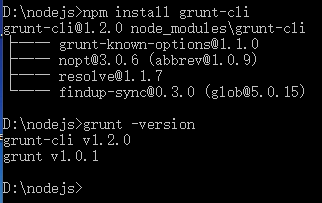 D:\nodejs>npm install grunt-cli
grunt-cli@1.2.0 node_modules\grunt-cli
├── grunt-known-options@1.1.0
├── nopt@3.0.6 (abbrev@1.0.9)
├── resolve@1.1.7
└── findup-sync@0.3.0 (glob@5.0.15)
D:\nodejs>grunt -version
grunt-cli v1.2.0
grunt v1.0.1
D:\nodejs>